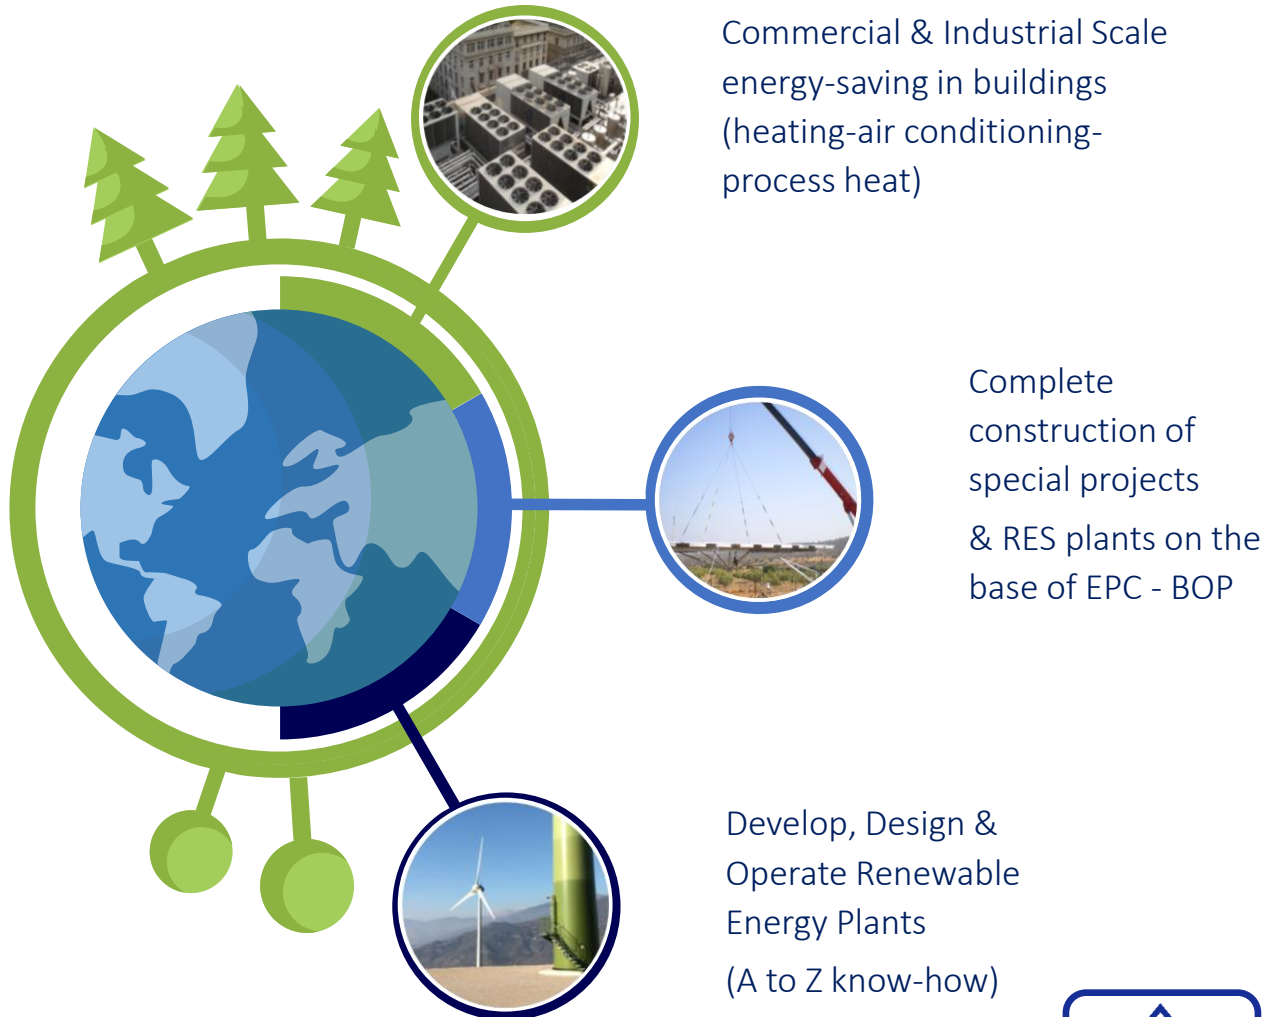 Commercial & Industrial Scale
energy-saving in buildings
(heating-air conditioning-
process heat)
Complete
construction of
special projects
& RES plants on the
base of EPC - BOP
Develop, Design &
Operate Renewable
Energy Plants
(A to Z know-how)